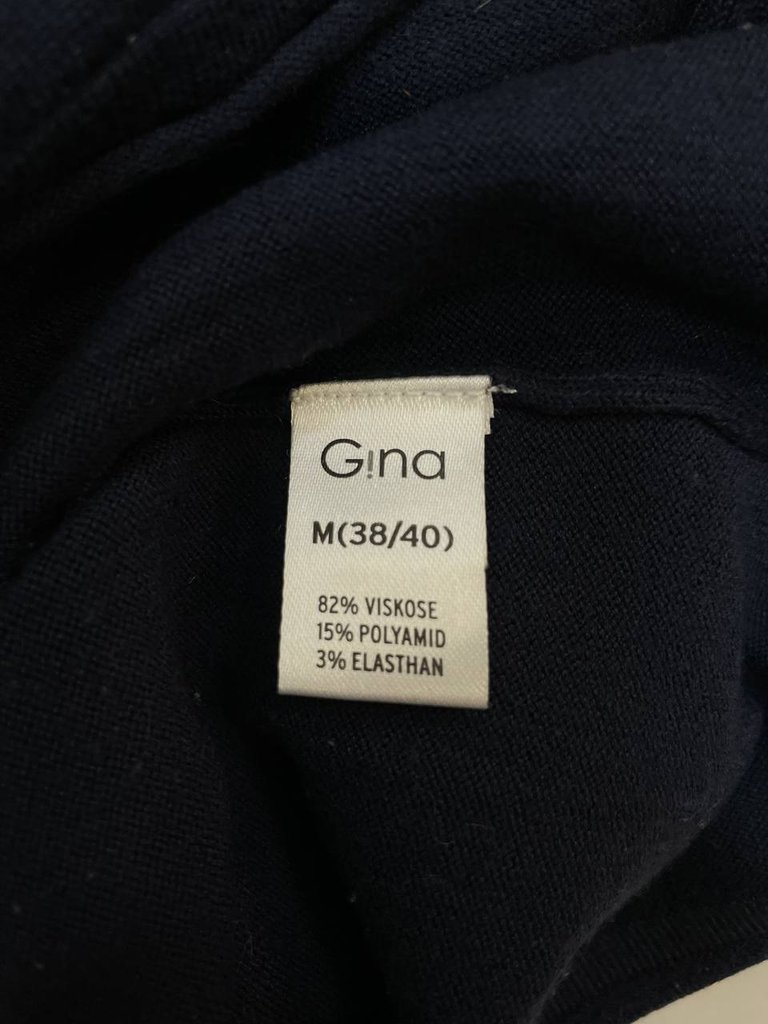 G!na
M(38/40)
82% VISKOSE
15% POLYAMID
3% ELASTHAN